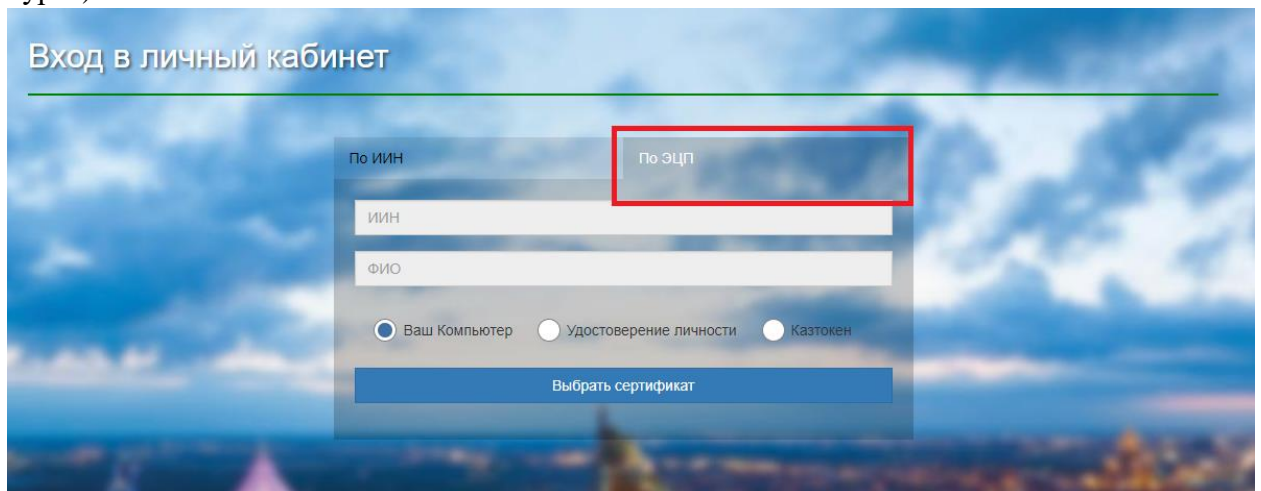 Вход в личный кабинет
По ИИН
По ЭЦП
ИИН
ФИО
Ваш Компьютер Удостоверение личности Казтокен
Выбрать сертификат